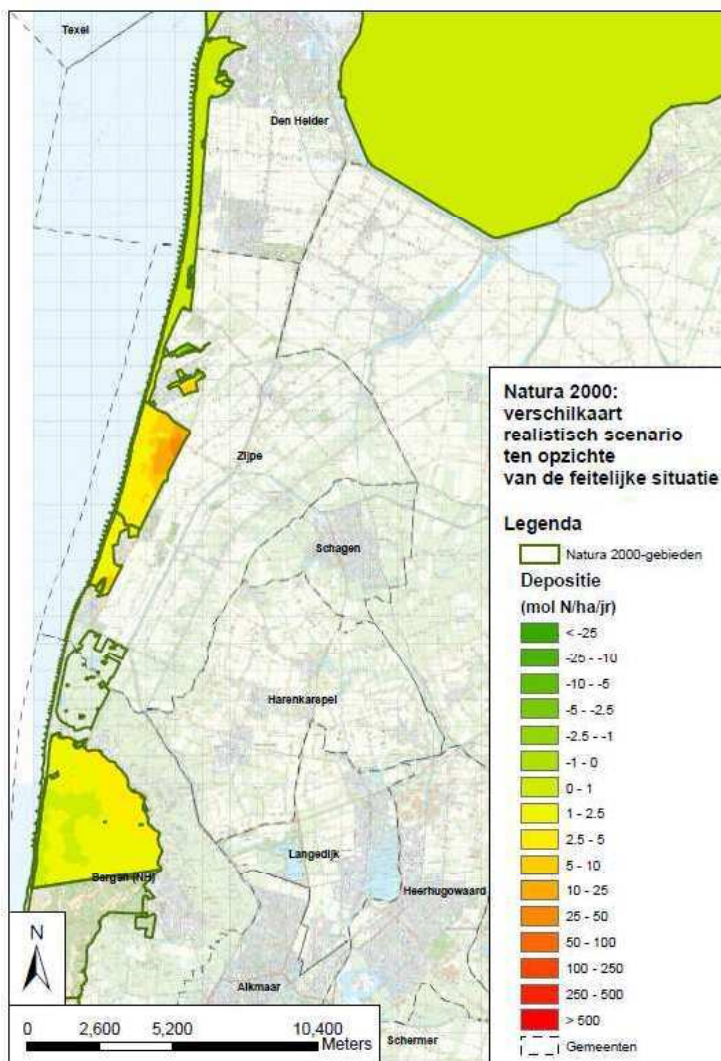 Texel
Den Helder
Zijpe
Schagen
Harenkarspel
Langedijk
Bergen (NH)
Heerhugowaard
Alkmaar
Schermer
N
0 2,600 5,200 10,400
Meters
Natura 2000:
verschilkaart
realistisch scenario
ten opzichte
van de feitelijke situatie
Legenda
Natura 2000-gebieden
Depositie
(mol N/ha/jr)
< -25
-25 - -10
-10 - -5
-5 - -2.5
-2.5 - -1
-1 - 0
0 - 1
1 - 2.5
2.5 - 5
5 - 10
10 - 25
25 - 50
50 - 100
100 - 250
250 - 500
> 500
Gemeenten